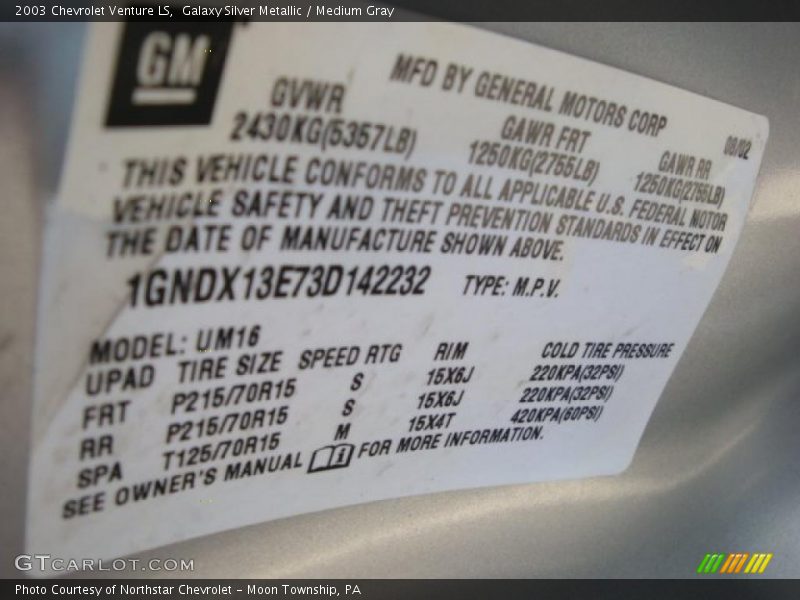 2003 Chevrolet Venture LS, Galaxy Silver Metallic / Medium Gray
GM
MFD BY GENERAL MOTORS CORP
GVWR GAWR FRT GAWR RR 08/02
2430KG(5357LB) 1250KG(2755LB) 1250KG(2755LB)
THIS VEHICLE CONFORMS TO ALL APPLICABLE U.S. FEDERAL MOTOR
VEHICLE SAFETY AND THEFT PREVENTION STANDARDS IN EFFECT ON
THE DATE OF MANUFACTURE SHOWN ABOVE.
1GNDX13E73D142232 TYPE: M.P.V.
MODEL: UM16
UPAD TIRE SIZE SPEED RTG RIM COLD TIRE PRESSURE
FRT P215/70R15 S 15X6J 220KPA(32PSI)
RR P215/70R15 S 15X6J 220KPA(32PSI)
SPA T125/70R15 M 15X4T 420KPA(60PSI)
SEE OWNER'S MANUAL FOR MORE INFORMATION.
GTCARLOT.COM
Photo Courtesy of Northstar Chevrolet - Moon Township, PA